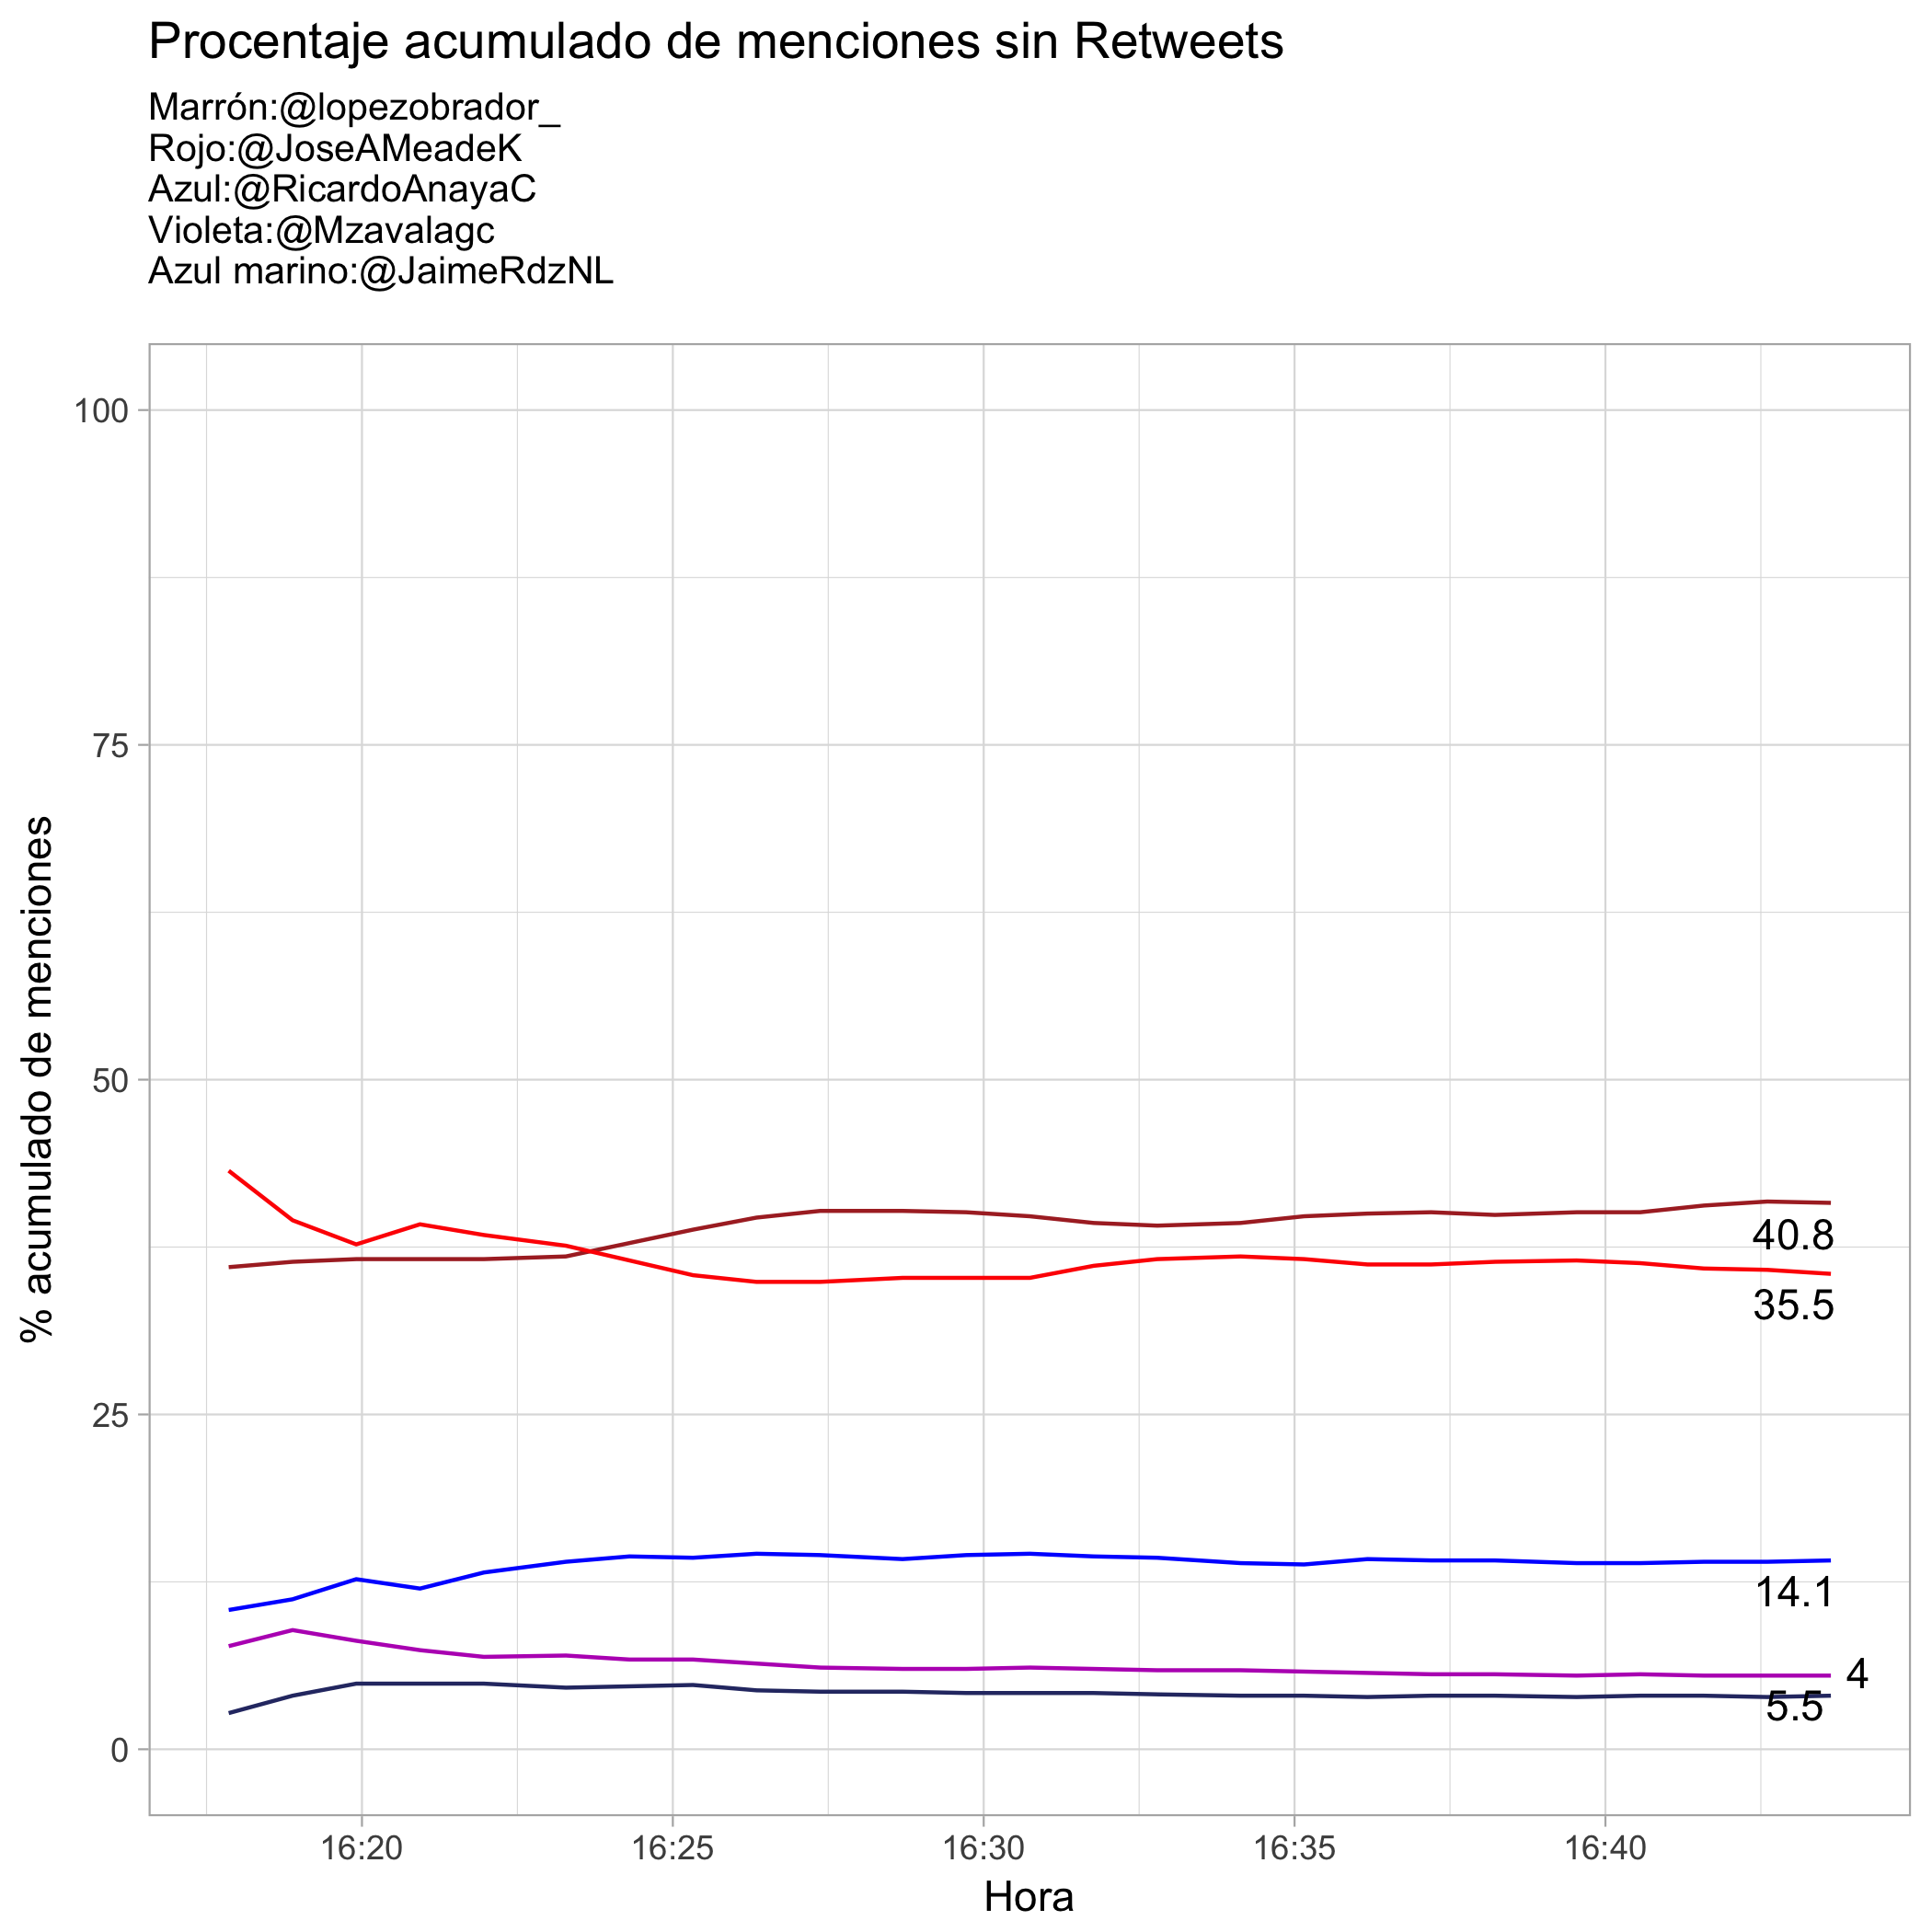 Procentaje acumulado de menciones sin Retweets
Marrón:@lopezobrador_
Rojo:@JoseAMeadeK
Azul:@RicardoAnayaC
Violeta:@Mzavalagc
Azul marino:@JaimeRdzNL
% acumulado de menciones
100
75
50
25
0
40.8
35.5
14.1
4
5.5
16:20
16:25
16:30
16:35
16:40
Hora